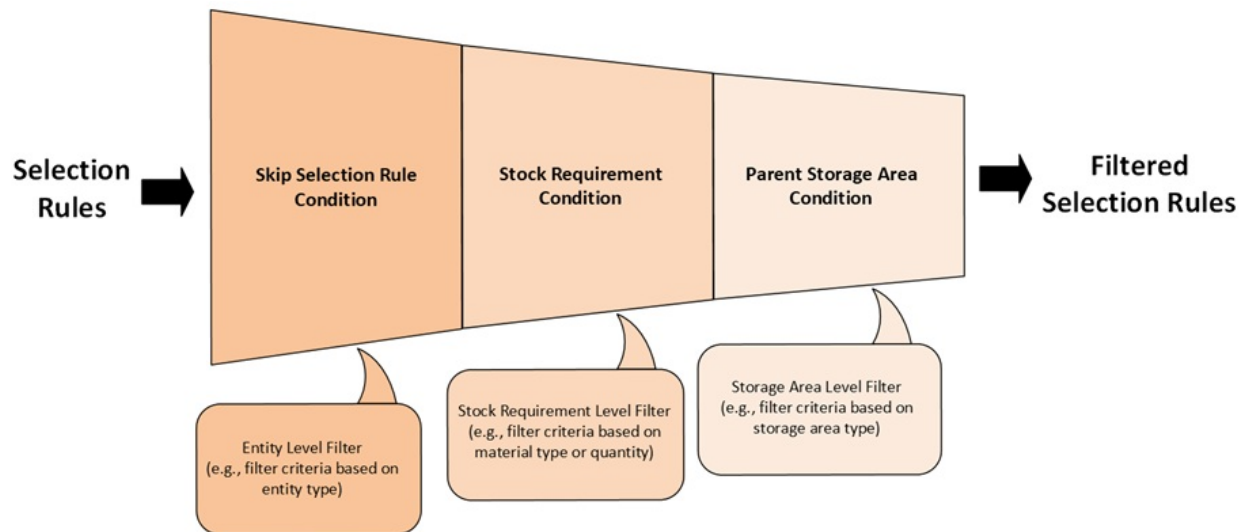 Selection
Rules
Skip Selection Rule
Condition
Stock Requirement
Condition
Parent Storage Area
Condition
Filtered
Selection Rules
Entity Level Filter
(e.g., filter criteria based on
entity type)
Stock Requirement Level Filter
(e.g., filter criteria based on
material type or quantity)
Storage Area Level Filter
(e.g., filter criteria based on
storage area type)